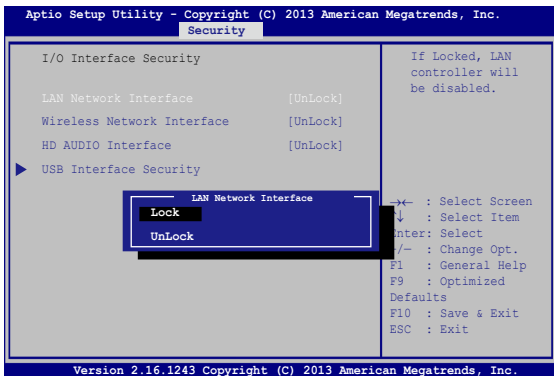 Aptio Setup Utility - Copyright (C) 2013 American Megatrends, Inc.
Security
I/O Interface Security
LAN Network Interface [UnLock]
Wireless Network Interface [UnLock]
HD AUDIO Interface [UnLock]
USB Interface Security
If Locked, LAN
controller will
be disabled.
LAN Network Interface
Lock
UnLock
→← : Select Screen
↑↓ : Select Item
Enter: Select
+/— : Change Opt.
F1 : General Help
F9 : Optimized
Defaults
F10 : Save & Exit
ESC : Exit
Version 2.16.1243 Copyright (C) 2013 American Megatrends, Inc.